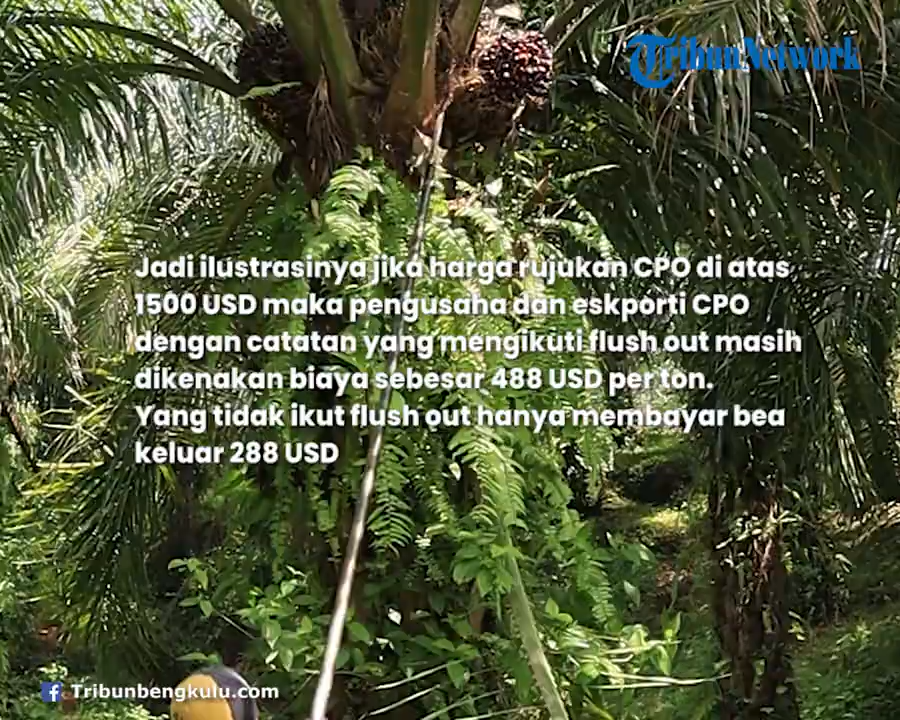 Tribun Network
Jadi ilustrasinya jika harga rujukan CPO di atas
1500 USD maka pengusaha dan eskporti CPO
dengan catatan yang mengikuti flush out masih
dikenakan biaya sebesar 488 USD per ton.
Yang tidak ikut flush out hanya membayar bea
keluar 288 USD
Tribunbengkulu.com